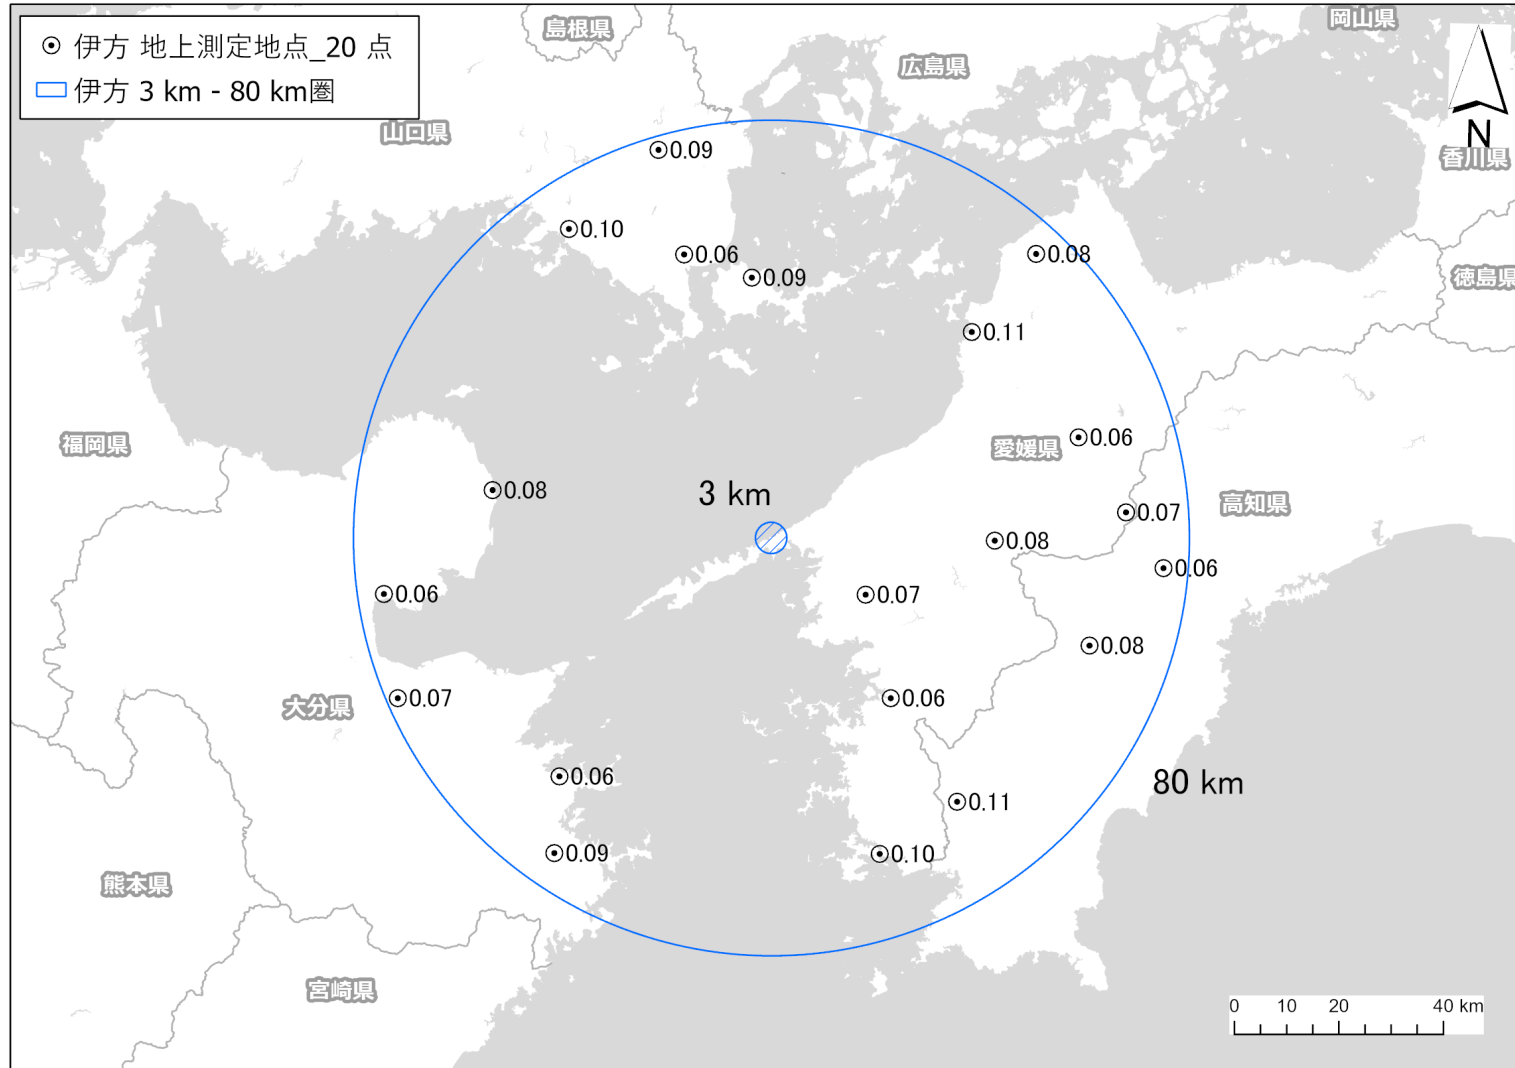 伊方 地上測定地点_20 点
伊方 3 km - 80 km圏
島根県
岡山県
広島県
山口県
N
香川県
0.09
0.10
0.06
0.08
0.09
徳島県
0.11
福岡県
0.06
愛媛県
0.08
3 km
高知県
0.07
0.08
0.06
0.06
0.07
0.08
0.07
0.06
大分県
0.06
80 km
0.11
0.09
0.10
熊本県
宮崎県
0 10 20 40 km